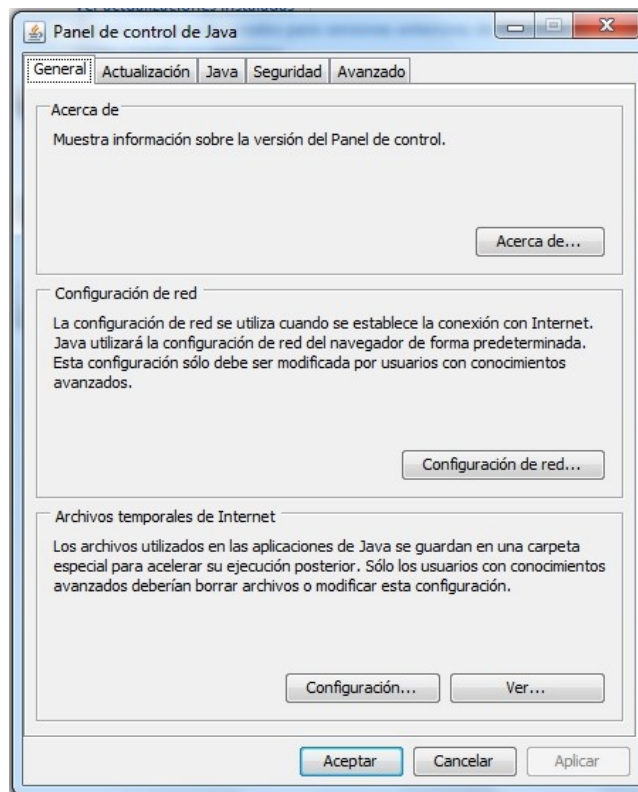 Ver actualizaciones instaladas
Panel de control de Java
General Actualización Java Seguridad Avanzado
Acerca de
Muestra información sobre la versión del Panel de control.
Acerca de...
Configuración de red
La configuración de red se utiliza cuando se establece la conexión con Internet.
Java utilizará la configuración de red del navegador de forma predeterminada.
Esta configuración sólo debe ser modificada por usuarios con conocimientos
avanzados.
Configuración de red...
Archivos temporales de Internet
Los archivos utilizados en las aplicaciones de Java se guardan en una carpeta
especial para acelerar su ejecución posterior. Sólo los usuarios con conocimientos
avanzados deberían borrar archivos o modificar esta configuración.
Configuración... Ver...
Aceptar Cancelar Aplicar